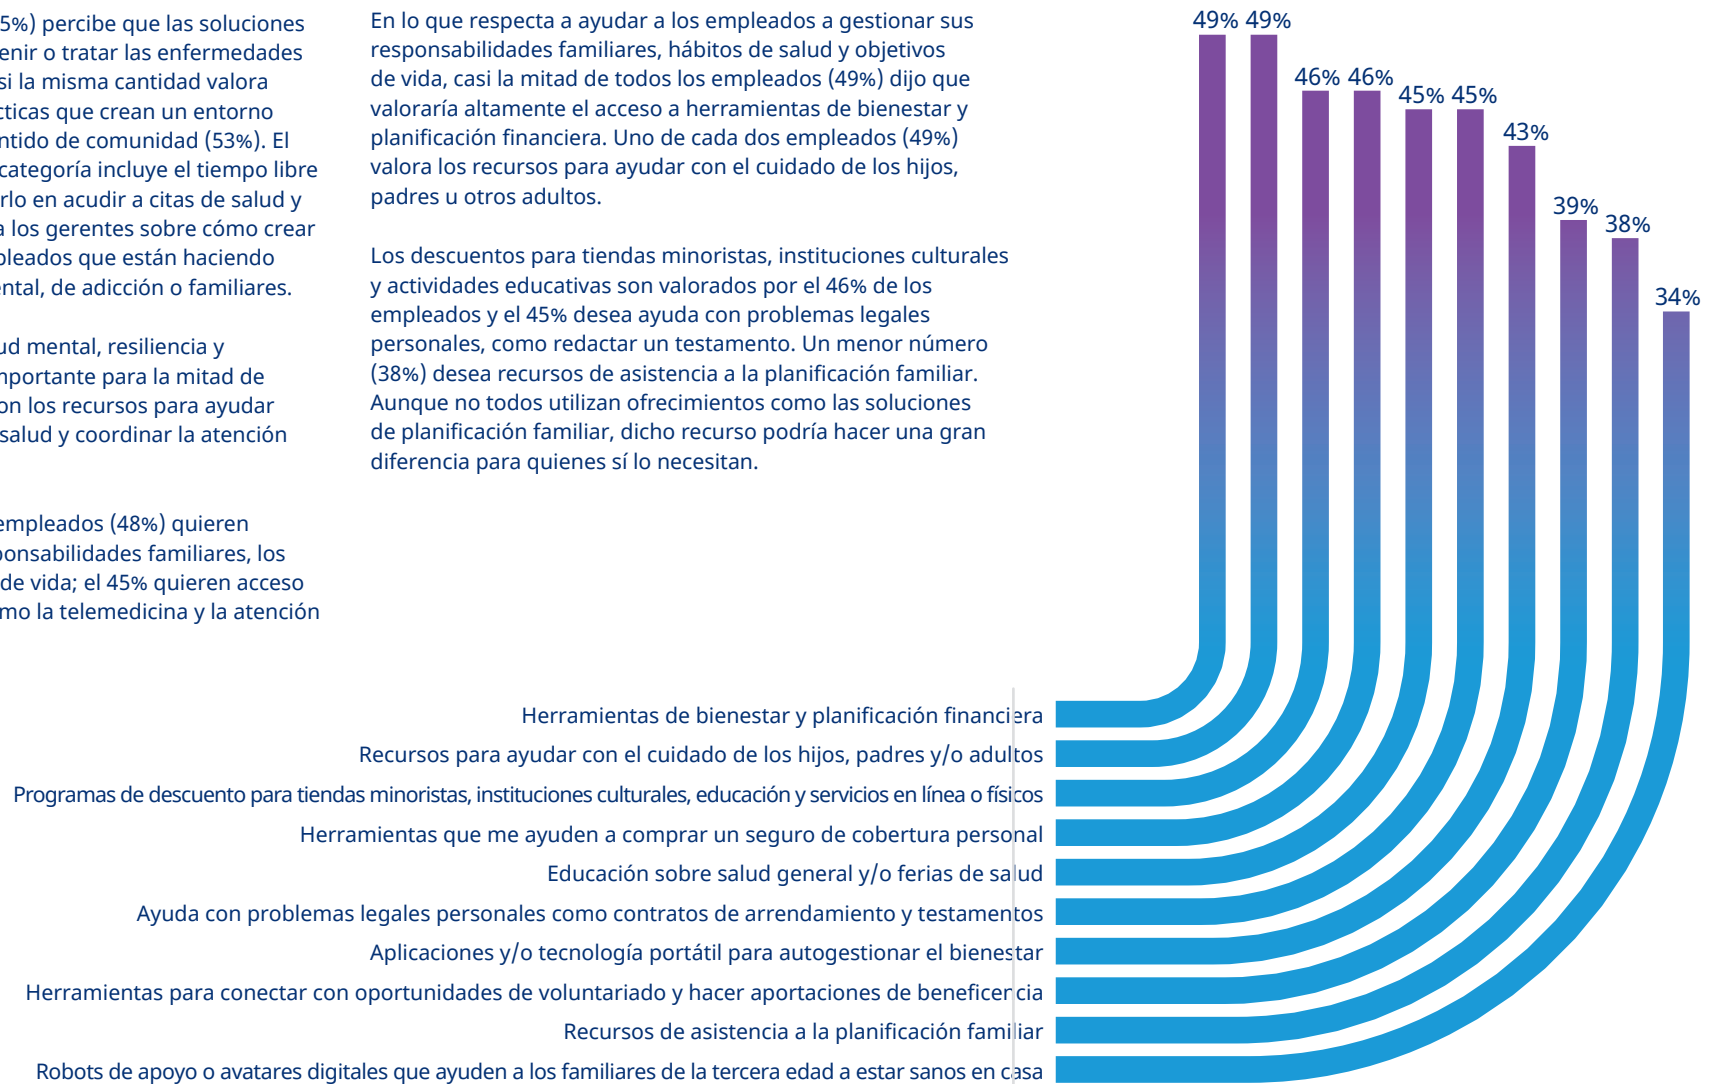 5%) percibe que las soluciones
enir o tratar las enfermedades
si la misma cantidad valora
cticas que crean un entorno
ntido de comunidad (53%). El
categoría incluye el tiempo libre
rlo en acudir a citas de salud y
a los gerentes sobre cómo crear
pleados que están haciendo
ental, de adicción o familiares.
ud mental, resiliencia y
mportante para la mitad de
on los recursos para ayudar
salud y coordinar la atención
empleados (48%) quieren
ponsabilidades familiares, los
de vida; el 45% quieren acceso
mo la telemedicina y la atención
En lo que respecta a ayudar a los empleados a gestionar sus
responsabilidades familiares, hábitos de salud y objetivos
de vida, casi la mitad de todos los empleados (49%) dijo que
valoraría altamente el acceso a herramientas de bienestar y
planificación financiera. Uno de cada dos empleados (49%)
valora los recursos para ayudar con el cuidado de los hijos,
padres u otros adultos.
Los descuentos para tiendas minoristas, instituciones culturales
y actividades educativas son valorados por el 46% de los
empleados y el 45% desea ayuda con problemas legales
personales, como redactar un testamento. Un menor número
(38%) desea recursos de asistencia a la planificación familiar.
Aunque no todos utilizan ofrecimientos como las soluciones
de planificación familiar, dicho recurso podría hacer una gran
diferencia para quienes sí lo necesitan.
49% 49%
46% 46%
45% 45%
43%
39%
38%
34%
Herramientas de bienestar y planificación financiera
Recursos para ayudar con el cuidado de los hijos, padres y/o adultos
Programas de descuento para tiendas minoristas, instituciones culturales, educación y servicios en línea o físicos
Herramientas que me ayuden a comprar un seguro de cobertura personal
Educación sobre salud general y/o ferias de salud
Ayuda con problemas legales personales como contratos de arrendamiento y testamentos
Aplicaciones y/o tecnología portátil para autogestionar el bienestar
Herramientas para conectar con oportunidades de voluntariado y hacer aportaciones de beneficencia
Recursos de asistencia a la planificación familiar
Robots de apoyo o avatares digitales que ayuden a los familiares de la tercera edad a estar sanos en casa